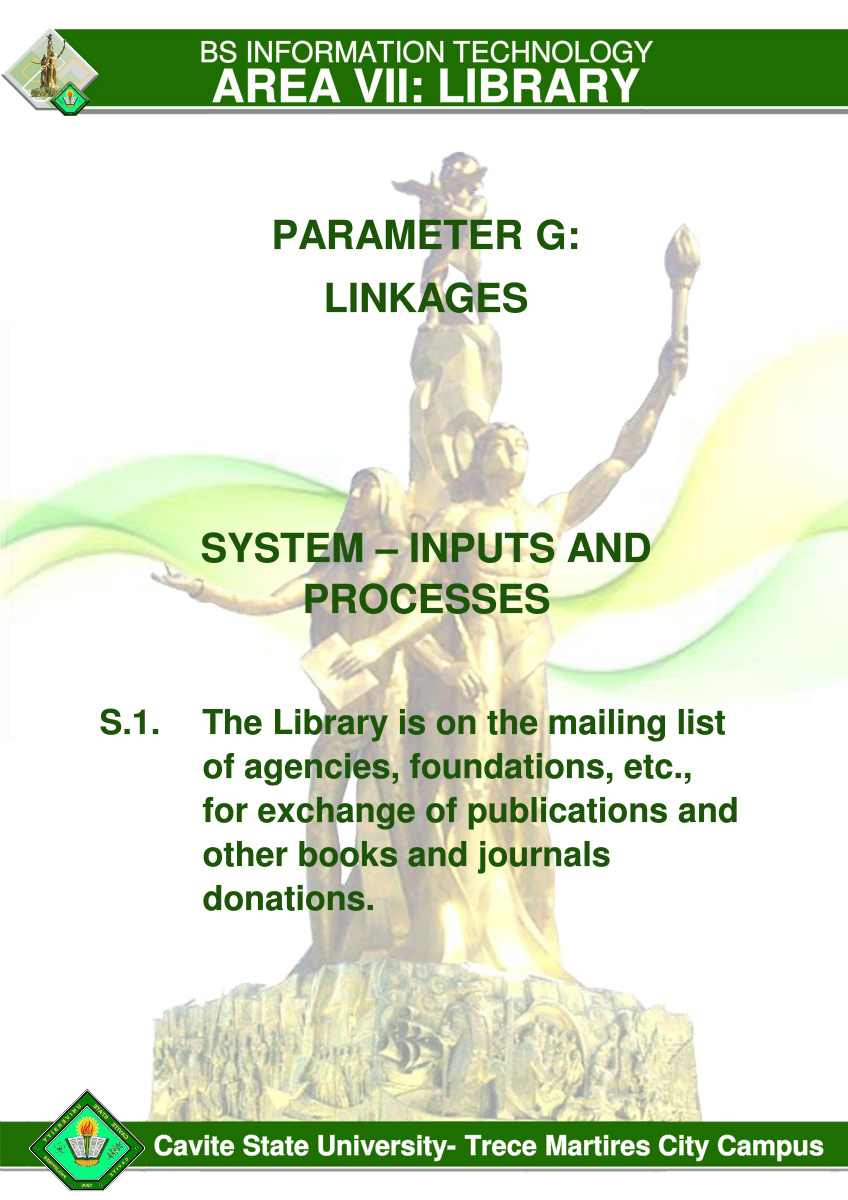 BS INFORMATION TECHNOLOGY
AREA VII: LIBRARY
PARAMETER G:
LINKAGES
SYSTEM – INPUTS AND
PROCESSES
S.1. The Library is on the mailing list
of agencies, foundations, etc.,
for exchange of publications and
other books and journals
donations.
Cavite State University- Trece Martires City Campus